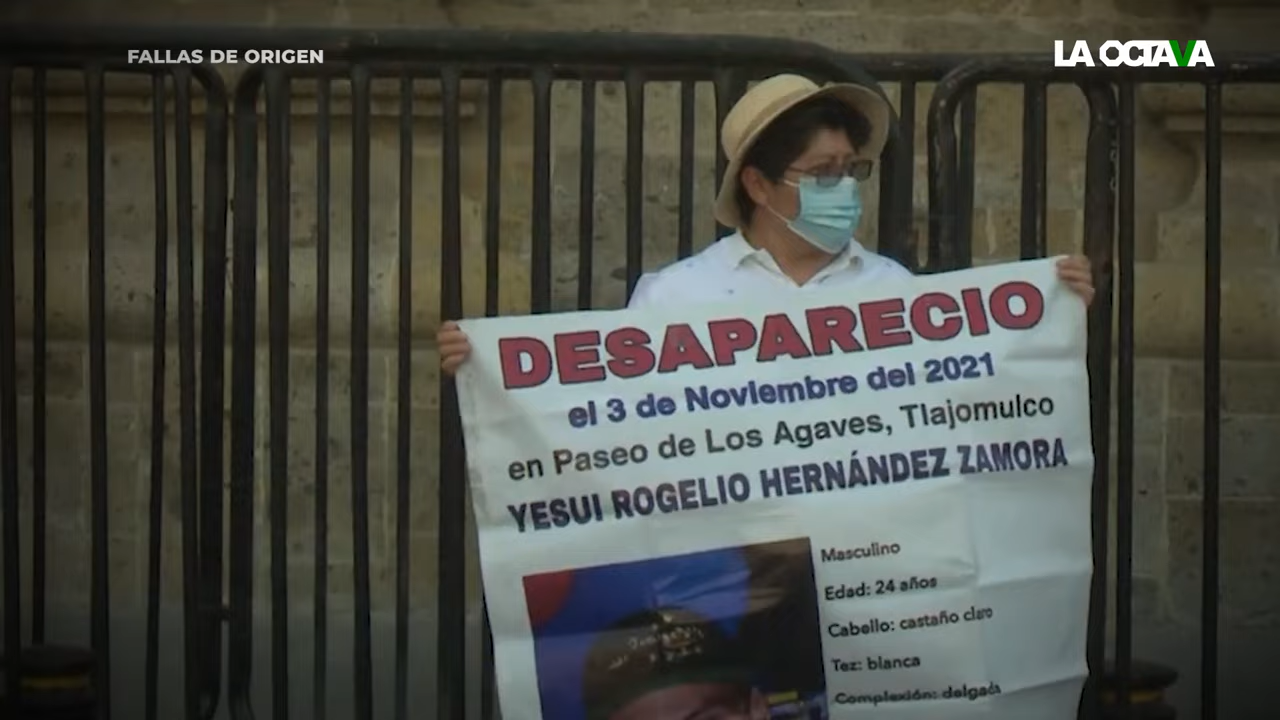 FALLAS DE ORIGEN
LA OCTAVA
DESAPARECIO
el 3 de Noviembre del 2021
en Paseo de Los Agaves, Tlajomulco
YESUI ROGELIO HERNÁNDEZ ZAMORA
Masculino
Edad: 24 años
Cabello: castaño claro
Tez: blanca
Complexión: delgada